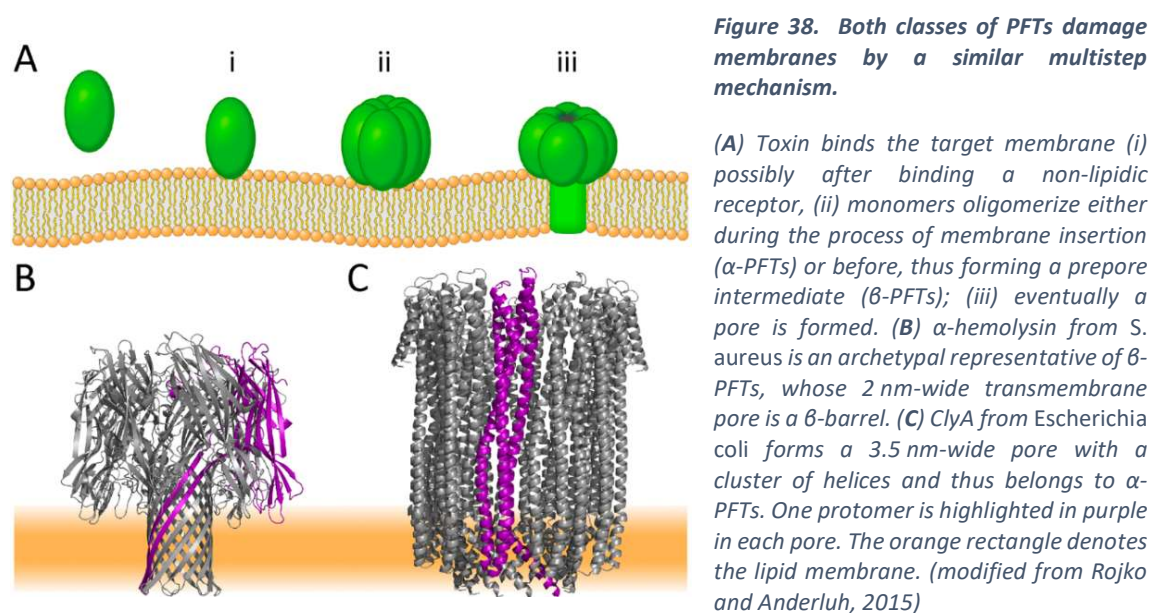 A
i
ii
iii
B
C
Figure 38. Both classes of PFTs damage
membranes by a similar multistep
mechanism.
(A) Toxin binds the target membrane (i)
possibly after binding a non-lipidic
receptor, (ii) monomers oligomerize either
during the process of membrane insertion
(α-PFTs) or before, thus forming a prepore
intermediate (β-PFTs); (iii) eventually a
pore is formed. (B) α-hemolysin from S.
aureus is an archetypal representative of β-
PFTs, whose 2 nm-wide transmembrane
pore is a β-barrel. (C) ClyA from Escherichia
coli forms a 3.5 nm-wide pore with a
cluster of helices and thus belongs to α-
PFTs. One protomer is highlighted in purple
in each pore. The orange rectangle denotes
the lipid membrane. (modified from Rojko
and Anderluh, 2015)